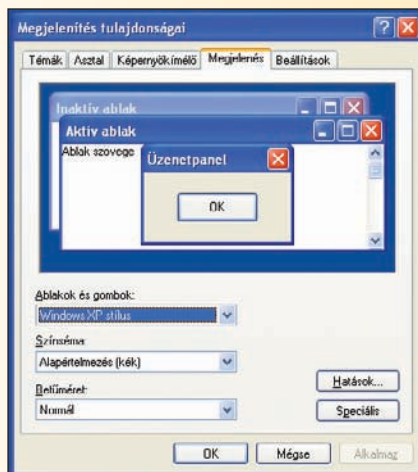 Megjelenítés tulajdonságai
Témák Asztal Képernyőkímélő Megjelenés Beállítások
Inaktív ablak
Aktív ablak
Ablak szövege
Üzenetpanel
OK
Ablakok és gombok:
Windows XP stílus
Színséma:
Alapértelmezés (kék)
Betűméret:
Normál
Hatások...
Speciális
OK Mégse Alkalmaz